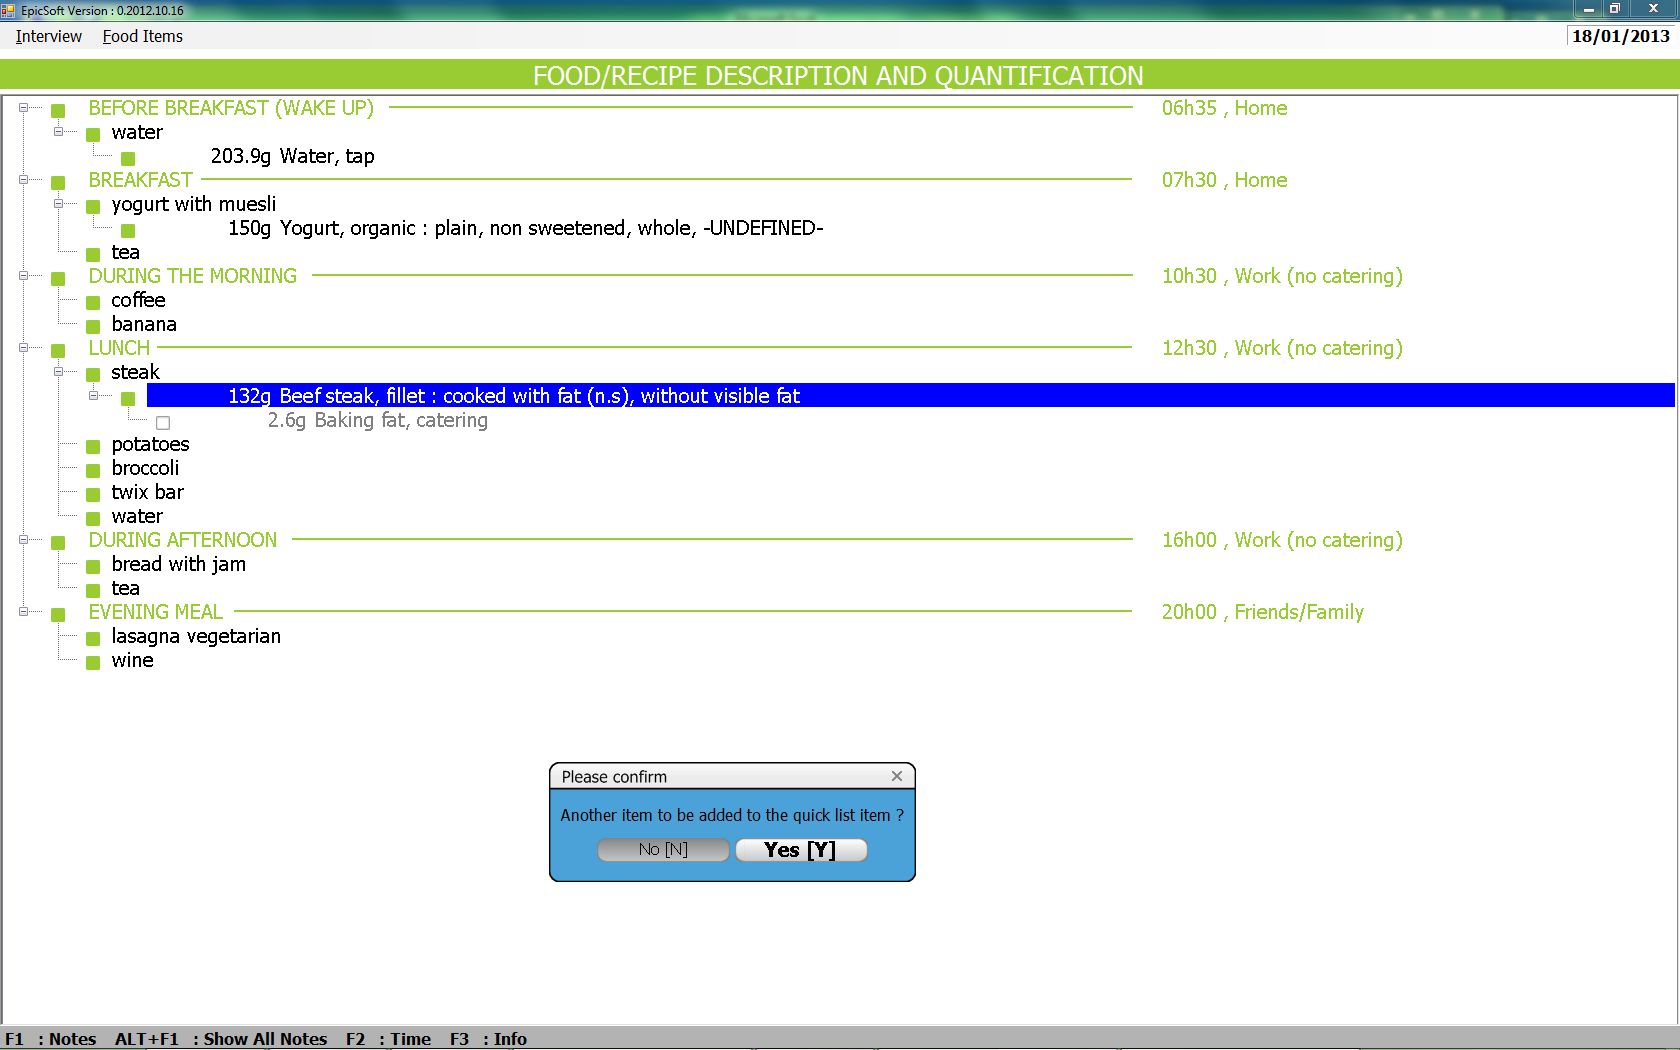 EpicSoft Version : 0.2012.10.16
Interview Food Items 18/01/2013
FOOD/RECIPE DESCRIPTION AND QUANTIFICATION
BEFORE BREAKFAST (WAKE UP) 06h35 , Home
water
203.9g Water, tap
BREAKFAST 07h30 , Home
yogurt with muesli
150g Yogurt, organic : plain, non sweetened, whole, -UNDEFINED-
tea
DURING THE MORNING 10h30 , Work (no catering)
coffee
banana
LUNCH 12h30 , Work (no catering)
steak
132g Beef steak, fillet : cooked with fat (n.s), without visible fat
2.6g Baking fat, catering
potatoes
broccoli
twix bar
water
DURING AFTERNOON 16h00 , Work (no catering)
bread with jam
tea
EVENING MEAL 20h00 , Friends/Family
lasagna vegetarian
wine
Please confirm
Another item to be added to the quick list item ?
No [N] Yes [Y]
F1 : Notes ALT+F1 : Show All Notes F2 : Time F3 : Info